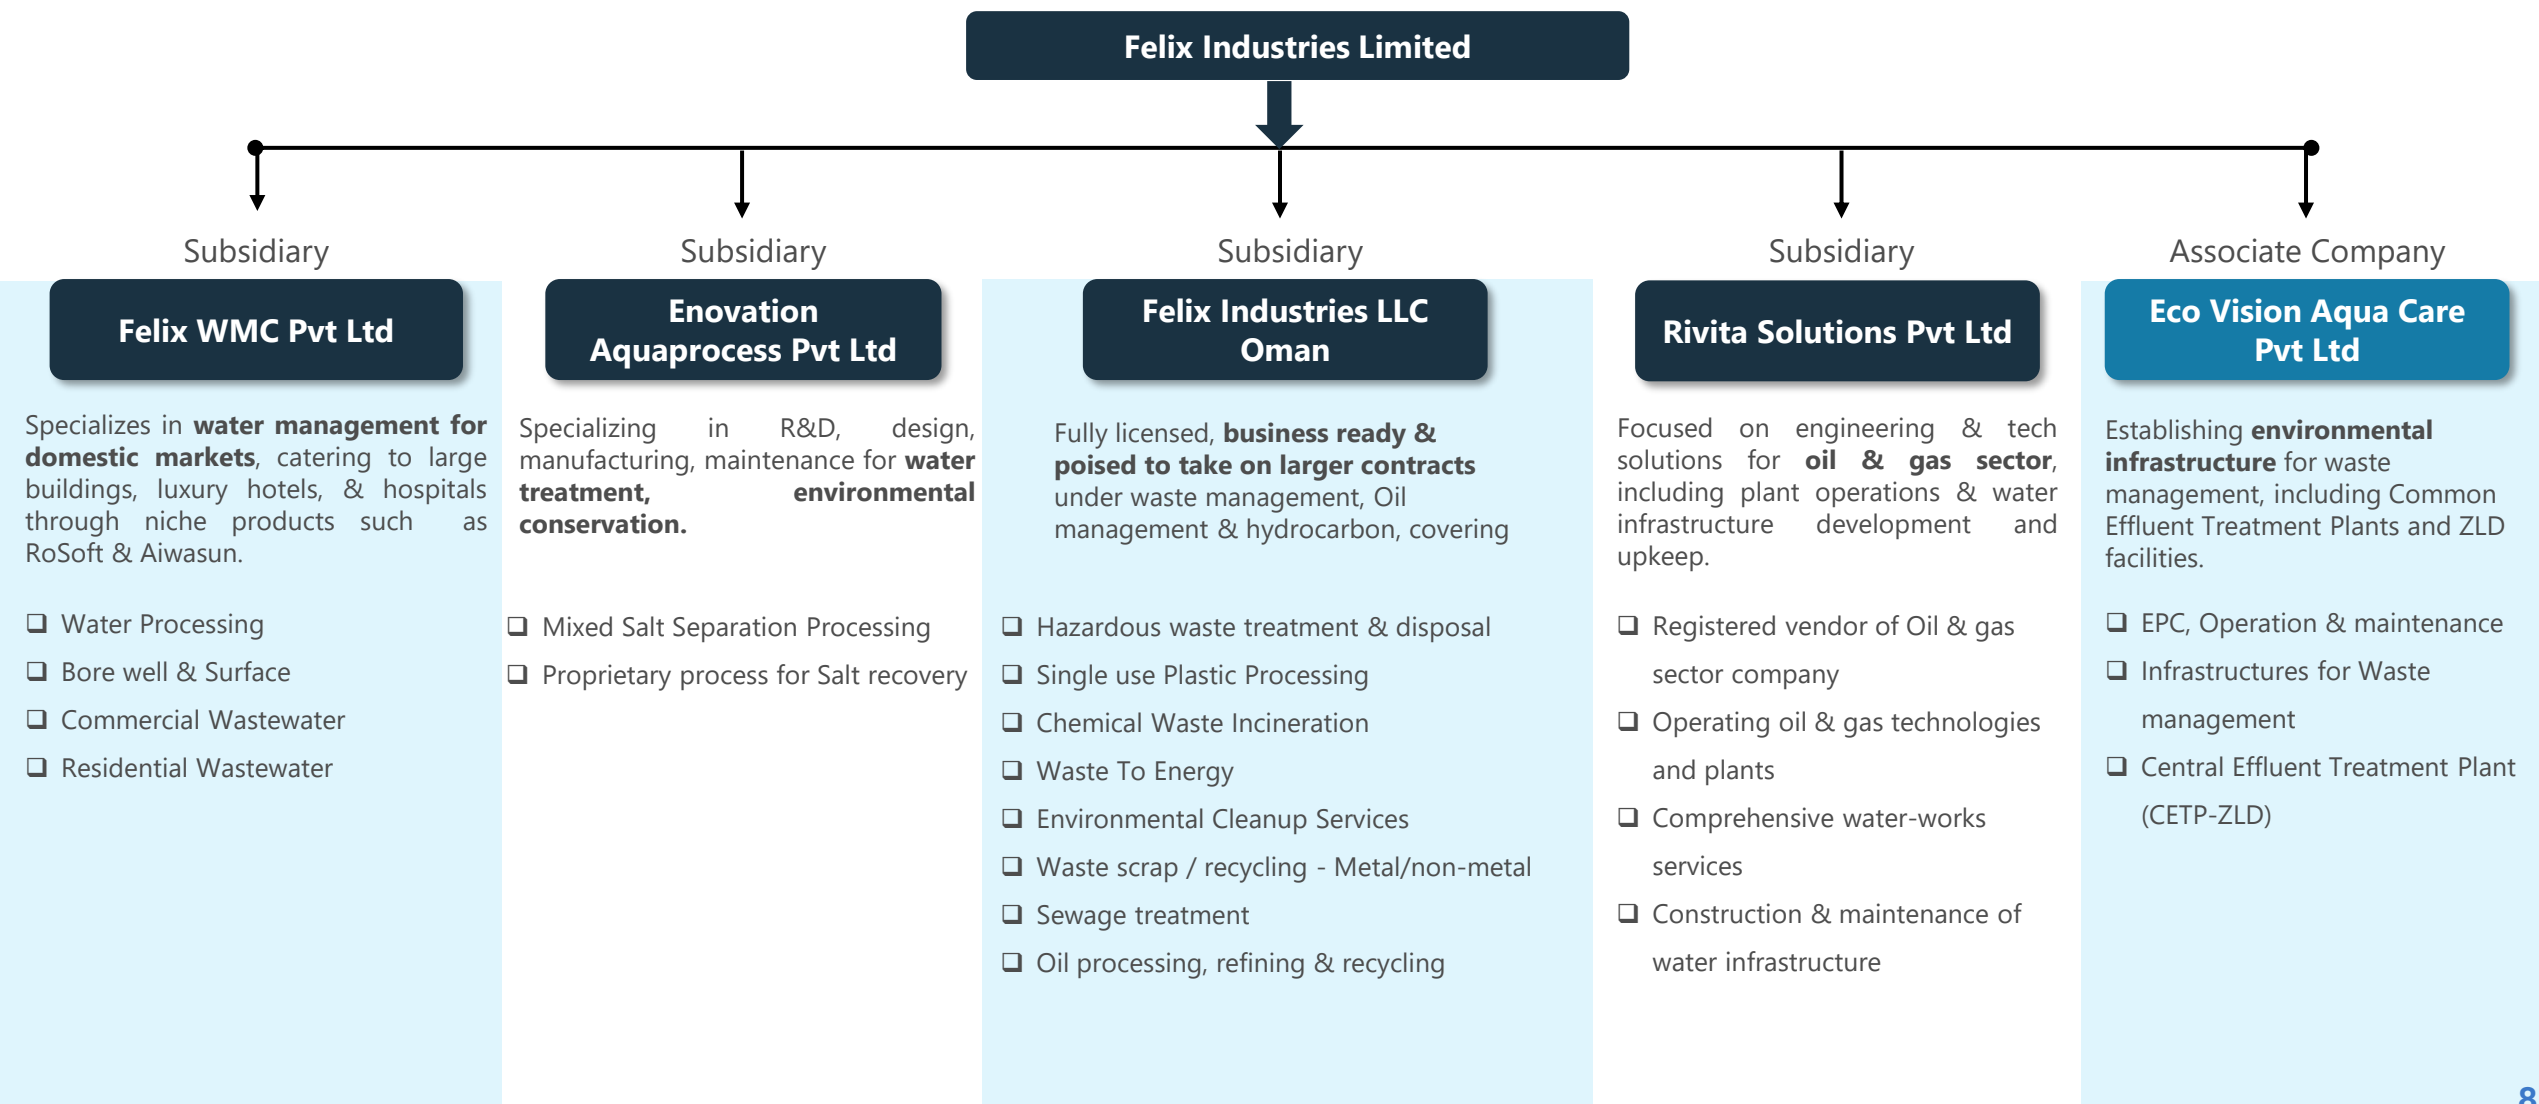 Felix Industries Limited
Subsidiary
Felix WMC Pvt Ltd
Specializes in water management for
domestic markets, catering to large
buildings, luxury hotels, & hospitals
through niche products such as
RoSoft & Aiwasun.
❑ Water Processing
❑ Bore well & Surface
❑ Commercial Wastewater
❑ Residential Wastewater
Subsidiary
Enovation
Aquaprocess Pvt Ltd
Specializing in R&D, design,
manufacturing, maintenance for water
treatment, environmental
conservation.
❑ Mixed Salt Separation Processing
❑ Proprietary process for Salt recovery
Subsidiary
Felix Industries LLC
Oman
Fully licensed, business ready &
poised to take on larger contracts
under waste management, Oil
management & hydrocarbon, covering
❑ Hazardous waste treatment & disposal
❑ Single use Plastic Processing
❑ Chemical Waste Incineration
❑ Waste To Energy
❑ Environmental Cleanup Services
❑ Waste scrap / recycling - Metal/non-metal
❑ Sewage treatment
❑ Oil processing, refining & recycling
Subsidiary
Rivita Solutions Pvt Ltd
Focused on engineering & tech
solutions for oil & gas sector,
including plant operations & water
infrastructure development and
upkeep.
❑ Registered vendor of Oil & gas
sector company
❑ Operating oil & gas technologies
and plants
❑ Comprehensive water-works
services
❑ Construction & maintenance of
water infrastructure
Associate Company
Eco Vision Aqua Care
Pvt Ltd
Establishing environmental
infrastructure for waste
management, including Common
Effluent Treatment Plants and ZLD
facilities.
❑ EPC, Operation & maintenance
❑ Infrastructures for Waste
management
❑ Central Effluent Treatment Plant
(CETP-ZLD)
8